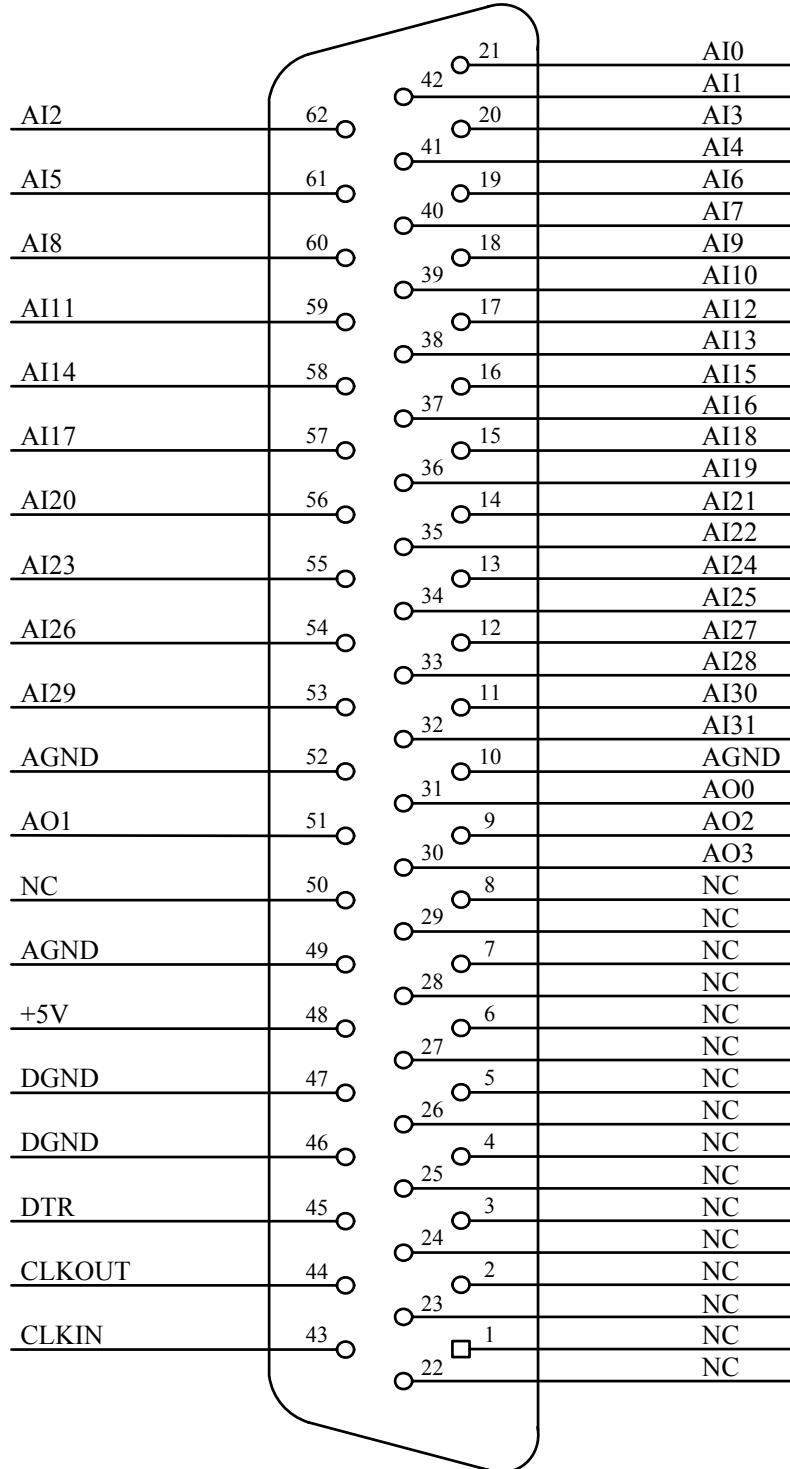 21 AI0
42 AI1
AI2 62 20 AI3
41 AI4
AI5 61 19 AI6
40 AI7
AI8 60 18 AI9
39 AI10
AI11 59 17 AI12
38 AI13
AI14 58 16 AI15
37 AI16
AI17 57 15 AI18
36 AI19
AI20 56 14 AI21
35 AI22
AI23 55 13 AI24
34 AI25
AI26 54 12 AI27
33 AI28
AI29 53 11 AI30
32 AI31
AGND 52 10 AGND
31 AO0
AO1 51 9 AO2
30 AO3
NC 50 8 NC
29 NC
AGND 49 7 NC
28 NC
+5V 48 6 NC
27 NC
DGND 47 5 NC
26 NC
DGND 46 4 NC
25 NC
DTR 45 3 NC
24 NC
CLKOUT 44 2 NC
23 NC
CLKIN 43 1 NC
22 NC